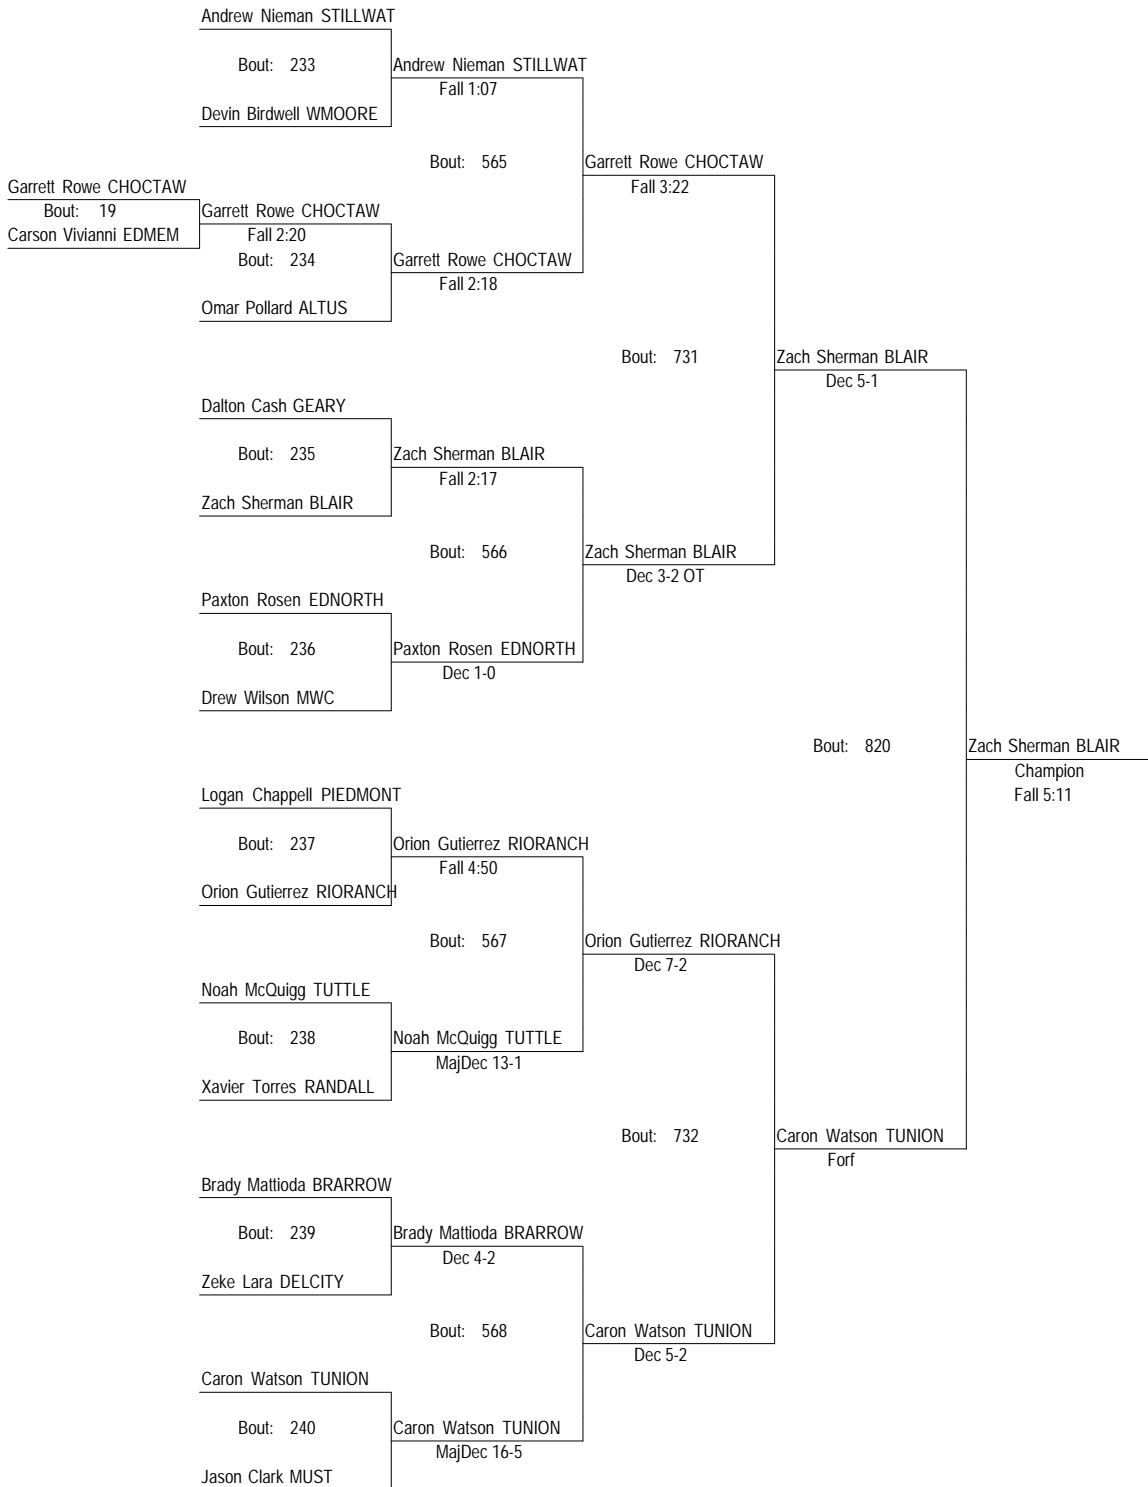 Andrew Nieman STILLWAT
Bout: 233
Andrew Nieman STILLWAT
Fall 1:07
Devin Birdwell WMOORE
Bout: 565
Garrett Rowe CHOCTAW
Fall 3:22
Garrett Rowe CHOCTAW
Bout: 19
Garrett Rowe CHOCTAW
Carson Vivianni EDMEM
Fall 2:20
Bout: 234
Garrett Rowe CHOCTAW
Fall 2:18
Omar Pollard ALTUS
Bout: 731
Zach Sherman BLAIR
Dec 5-1
Dalton Cash GEARY
Bout: 235
Zach Sherman BLAIR
Fall 2:17
Zach Sherman BLAIR
Bout: 566
Zach Sherman BLAIR
Dec 3-2 OT
Paxton Rosen EDNORTH
Bout: 236
Paxton Rosen EDNORTH
Dec 1-0
Drew Wilson MWC
Bout: 820
Zach Sherman BLAIR
Champion
Fall 5:11
Logan Chappell PIEDMONT
Bout: 237
Orion Gutierrez RIORANCH
Fall 4:50
Orion Gutierrez RIORANCH
Bout: 567
Orion Gutierrez RIORANCH
Dec 7-2
Noah McQuigg TUTTLE
Bout: 238
Noah McQuigg TUTTLE
MajDec 13-1
Xavier Torres RANDALL
Bout: 732
Caron Watson TUNION
Forf
Brady Mattioda BRARROW
Bout: 239
Brady Mattioda BRARROW
Dec 4-2
Zeke Lara DELCITY
Bout: 568
Caron Watson TUNION
Dec 5-2
Caron Watson TUNION
Bout: 240
Caron Watson TUNION
MajDec 16-5
Jason Clark MUST